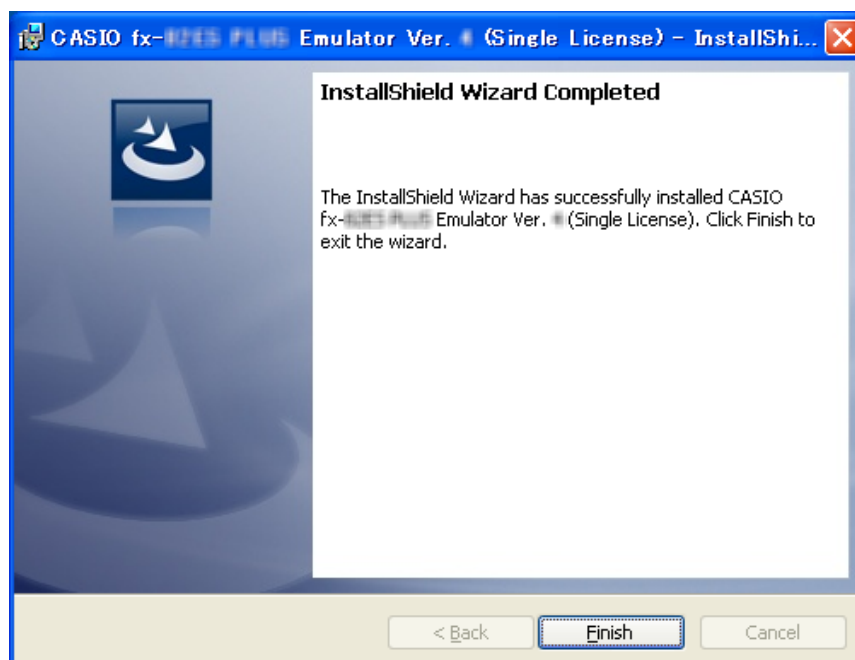 CASIO fx- Emulator Ver. (Single License) - InstallShi...
InstallShield Wizard Completed
The InstallShield Wizard has successfully installed CASIO
fx- Emulator Ver. (Single License). Click Finish to
exit the wizard.
< Back Finish Cancel